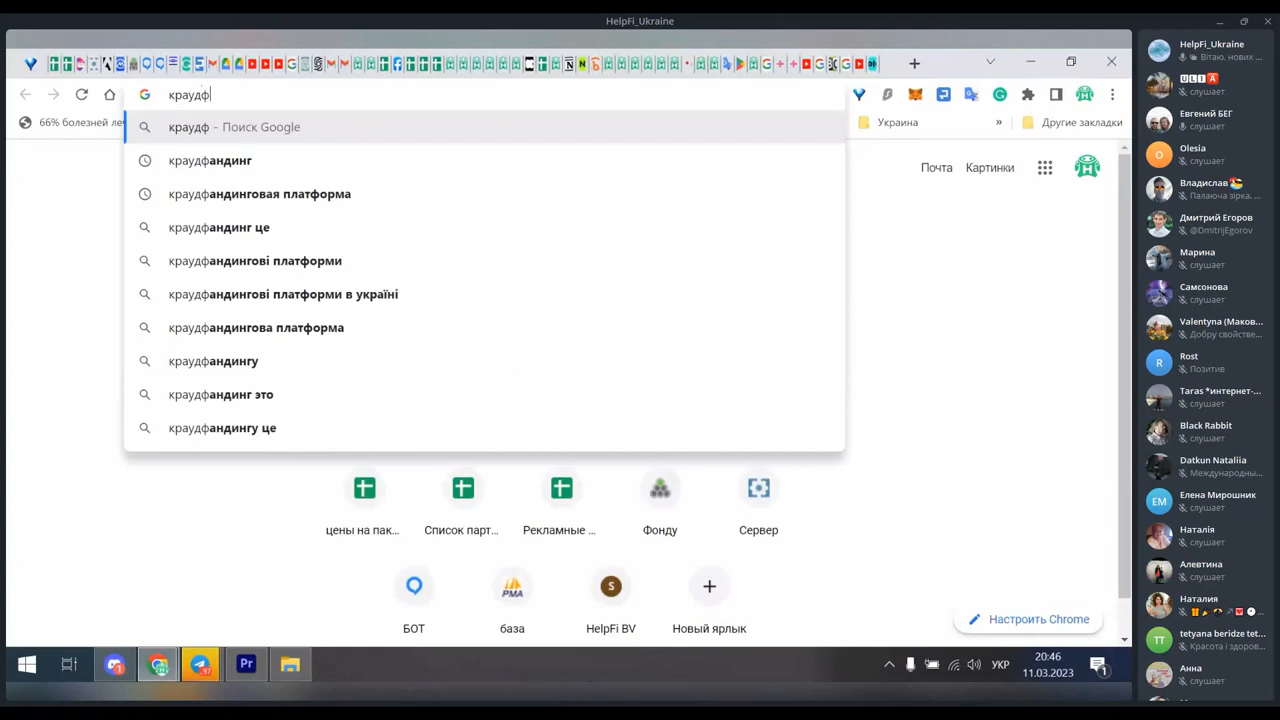 HelpFi_Ukraine
краудф
66% болезней ле
»
Украина
Другие закладки
краудф - Поиск Google
краудфандинг
краудфандинговая платформа
краудфандинг це
краудфандингові платформи
краудфандингові платформи в україні
краудфандингова платформа
краудфандингу
краудфандинг это
краудфандингу це
Почта
Картинки
цены на пак...
Список парт...
Рекламные ...
Фонду
Сервер
БОТ
база
HelpFi BV
Новый ярлык
Настроить Chrome
УКР
20:46
11.03.2023
HelpFi_Ukraine
Вітаю, нових ...
ULI A
слушает
Евгений БЕГ
слушает
Olesia
слушает
Владислав
Палаюча зірка, ...
Дмитрий Егоров
@DmitrijEgorov
Марина
слушает
Самсонова
слушает
Valentyna (Маков...
Добру свойстве...
Rost
Позитив
Taras *интернет-...
слушает
Black Rabbit
слушает
Datkun Nataliia
Международны...
Елена Мирошник
слушает
Наталія
слушает
Алевтина
слушает
Наталия
tetyana beridze tet...
Красота і здоров...
Анна
слушает